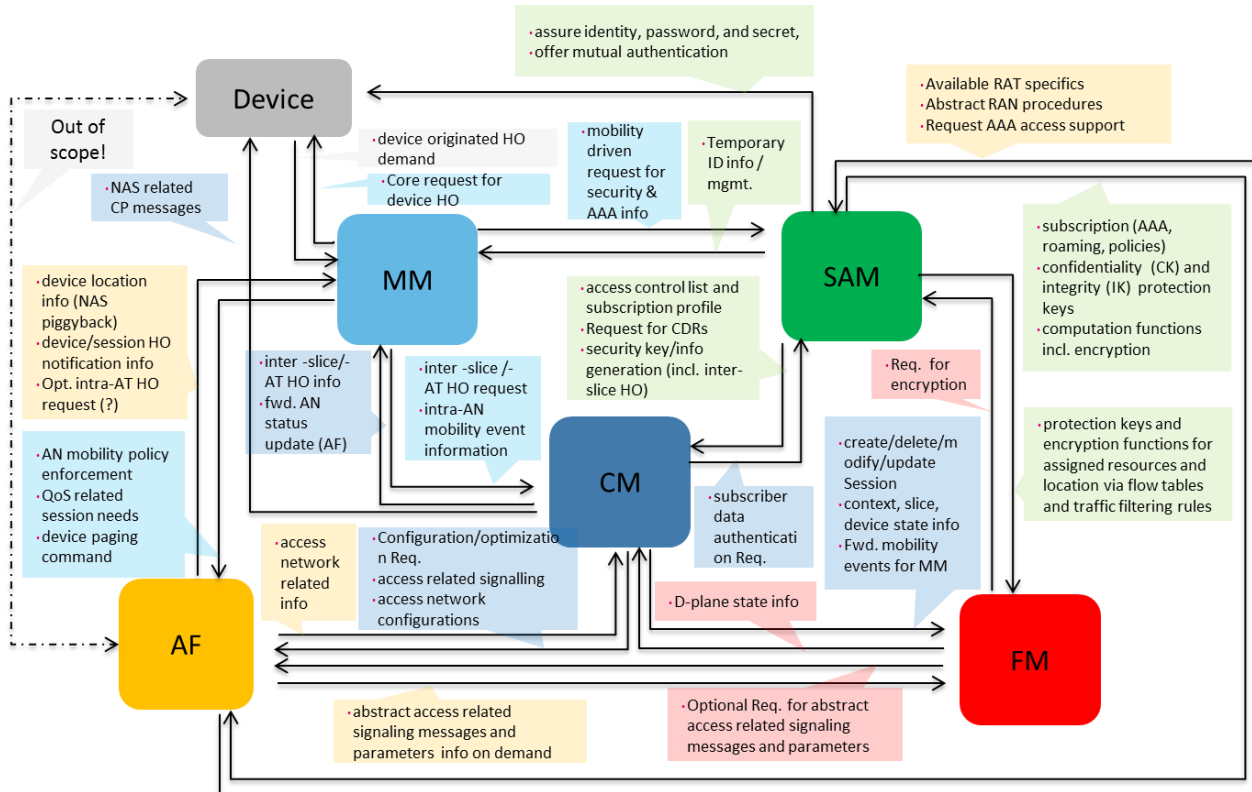 · assure identity, password, and secret,
· offer mutual authentication
Device
· Available RAT specifics
· Abstract RAN procedures
· Request AAA access support
Out of
scope!
· device originated HO
demand
· Core request for
device HO
· mobility
driven
request for
security &
AAA info
· Temporary
ID info /
mgmt.
· NAS related
CP messages
MM
SAM
· subscription (AAA,
roaming, policies)
· confidentiality (CK) and
integrity (IK) protection
keys
· computation functions
incl. encryption
· device location
info (NAS
piggyback)
· device/session HO
notification info
· Opt. intra-AT HO
request (?)
· access control list and
subscription profile
· Request for CDRs
· security key/info
generation (incl. inter-
slice HO)
· inter -slice/-
AT HO info
· fwd. AN
status
update (AF)
· inter -slice /-
AT HO request
· intra-AN
mobility event
information
· Req. for
encryption
· AN mobility policy
enforcement
· QoS related
session needs
· device paging
command
CM
· create/delete/m
odify/update
Session
· context, slice,
device state info
· Fwd. mobility
events for MM
· protection keys and
encryption functions for
assigned resources and
location via flow tables
and traffic filtering rules
· subscriber
data
authenticati
on Req.
· access
network
related
info
· Configuration/optimizatio
n Req.
· access related signalling
· access network
configurations
· D-plane state info
AF
FM
· abstract access related
signaling messages and
parameters info on demand
· Optional Req. for abstract
access related signaling
messages and parameters